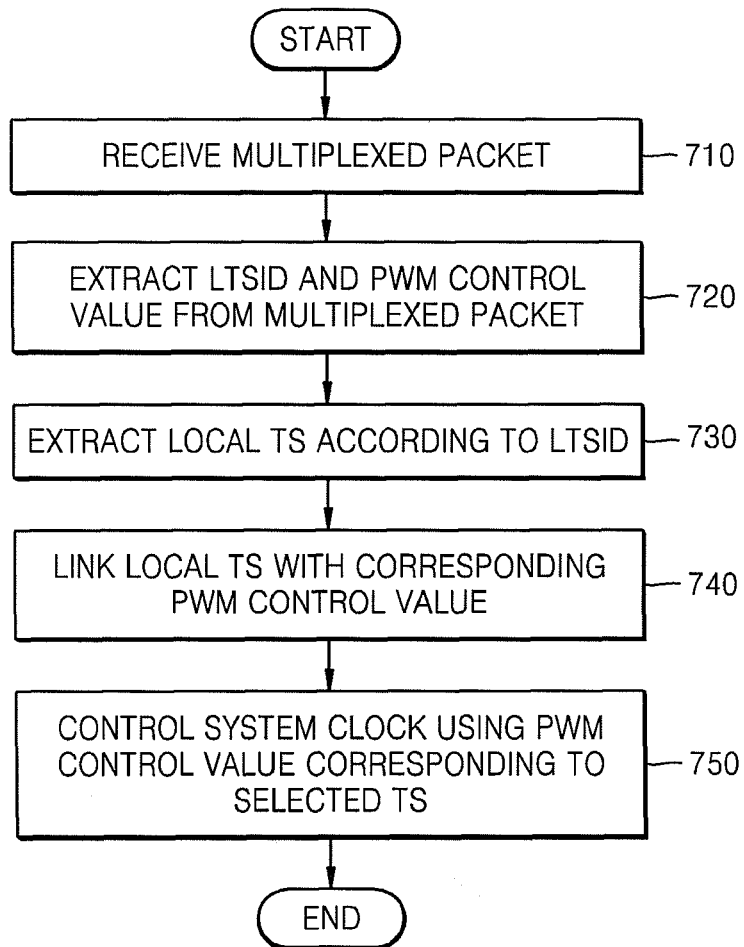 START
RECEIVE MULTIPLEXED PACKET
710
EXTRACT LTSID AND PWM CONTROL
VALUE FROM MULTIPLEXED PACKET
720
EXTRACT LOCAL TS ACCORDING TO LTSID
730
LINK LOCAL TS WITH CORRESPONDING
PWM CONTROL VALUE
740
CONTROL SYSTEM CLOCK USING PWM
CONTROL VALUE CORRESPONDING TO
SELECTED TS
750
END